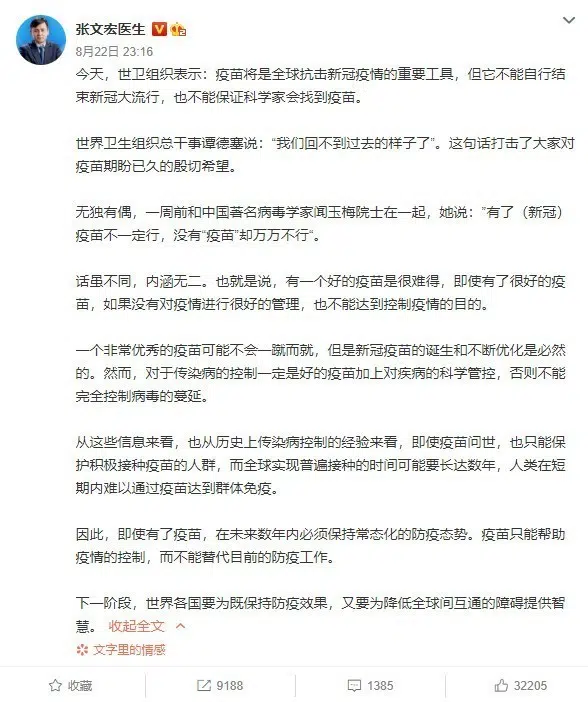 张文宏医生
8月22日 23:16
今天，世卫组织表示：疫苗将是全球抗击新冠疫情的重要工具，但它不能自行结
束新冠大流行，也不能保证科学家会找到疫苗。
世界卫生组织总干事谭德塞说：“我们回不到过去的样子了”。这句话打击了大家对
疫苗期盼已久的殷切希望。
无独有偶，一周前和中国著名病毒学家闻玉梅院士在一起，她说：”有了（新冠）
疫苗不一定行，没有“疫苗”却万万不行“。
话虽不同，内涵无二。也就是说，有一个好的疫苗是很难得，即使有了很好的疫
苗，如果没有对疫情进行很好的管理，也不能达到控制疫情的目的。
一个非常优秀的疫苗可能不会一蹴而就，但是新冠疫苗的诞生和不断优化是必然
的。然而，对于传染病的控制一定是好的疫苗加上对疾病的科学管控，否则不能
完全控制病毒的蔓延。
从这些信息来看，也从历史上传染病控制的经验来看，即使疫苗问世，也只能保
护积极接种疫苗的人群，而全球实现普遍接种的时间可能要长达数年，人类在短
期内难以通过疫苗达到群体免疫。
因此，即使有了疫苗，在未来数年内必须保持常态化的防疫态势。疫苗只能帮助
疫情的控制，而不能替代目前的防疫工作。
下一阶段，世界各国要为既保持防疫效果，又要为降低全球间互通的障碍提供智
慧。 收起全文
文字里的情感
收藏 9188 1385 32205